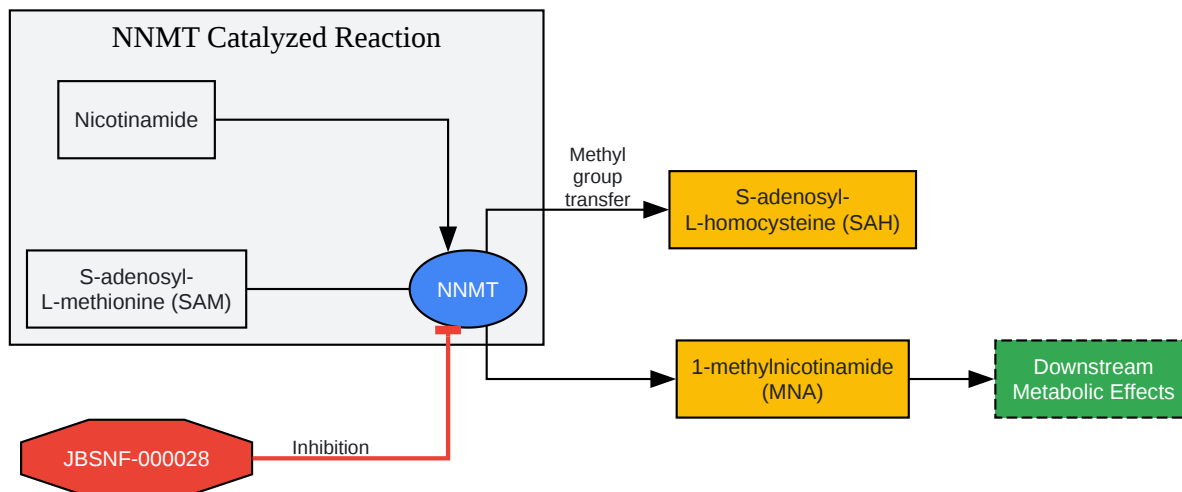 NNMT Catalyzed Reaction
Nicotinamide
Methyl
group
transfer
S-adenosyl-
L-homocysteine (SAH)
S-adenosyl-
L-methionine (SAM)
NNMT
1-methylnicotinamide
(MNA)
Downstream
Metabolic Effects
Inhibition
JBSNF-000028